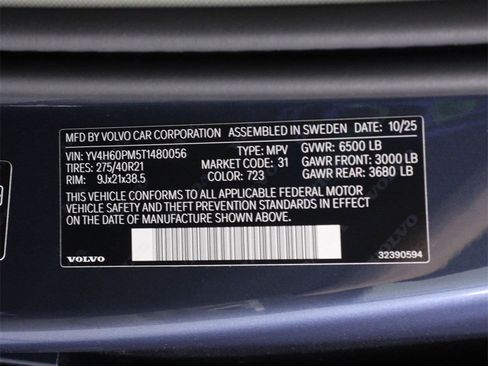 MFD BY VOLVO CAR CORPORATION ASSEMBLED IN SWEDEN DATE: 10/25
VIN: YV4H60PM5T1480056 TYPE: MPV GVWR: 6500 LB
TIRES: 275/40R21 MARKET CODE: 31 GAWR FRONT: 3000 LB
RIM: 9Jx21x38.5 COLOR: 723 GAWR REAR: 3680 LB
THIS VEHICLE CONFORMS TO ALL APPLICABLE FEDERAL MOTOR
VEHICLE SAFETY AND THEFT PREVENTION STANDARDS IN EFFECT
ON THE DATE OF MANUFACTURE SHOWN ABOVE.
VOLVO 32390594